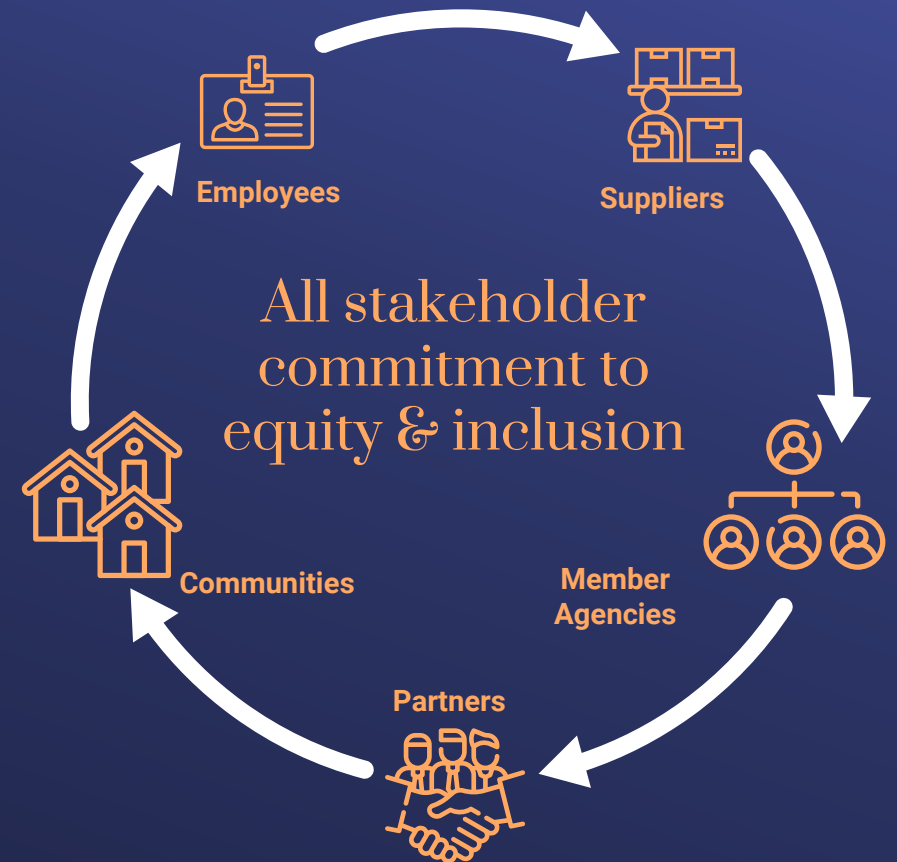 Employees
Suppliers
All stakeholder
commitment to
equity & inclusion
Communities
Member
Agencies
Partners